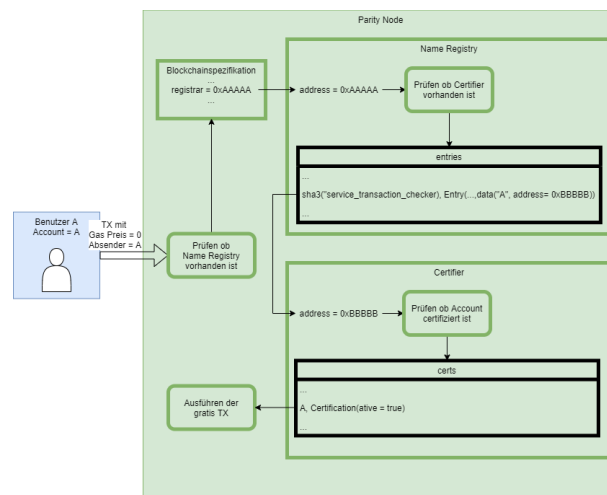 Parity Node
Blockchainspezifikation
...
registrar = 0xAAAAA
...
Name Registry
address = 0xAAAAA
Prüfen ob Certifier
vorhanden ist
entries
...
sha3("service_transaction_checker), Entry(...,data("A", address= 0xBBBBB))
...
Benutzer A
Account = A
TX mit
Gas Preis = 0
Absender = A
Prüfen ob
Name Registry
vorhanden ist
Certifier
address = 0xBBBBB
Prüfen ob Account
certifiziert ist
certs
...
A, Certification(ative = true)
...
Ausführen der
gratis TX